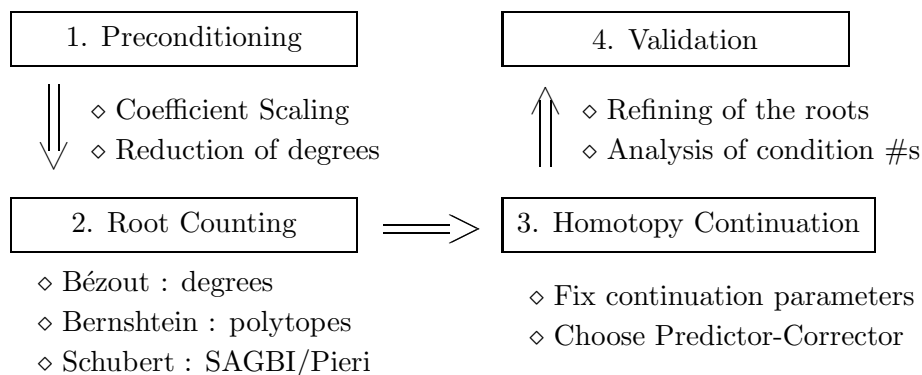 1. Preconditioning
⋄ Coefficient Scaling
⋄ Reduction of degrees
2. Root Counting
⋄ Bézout : degrees
⋄ Bernshtein : polytopes
⋄ Schubert : SAGBI/Pieri
3. Homotopy Continuation
⋄ Fix continuation parameters
⋄ Choose Predictor-Corrector
4. Validation
⋄ Refining of the roots
⋄ Analysis of condition #s